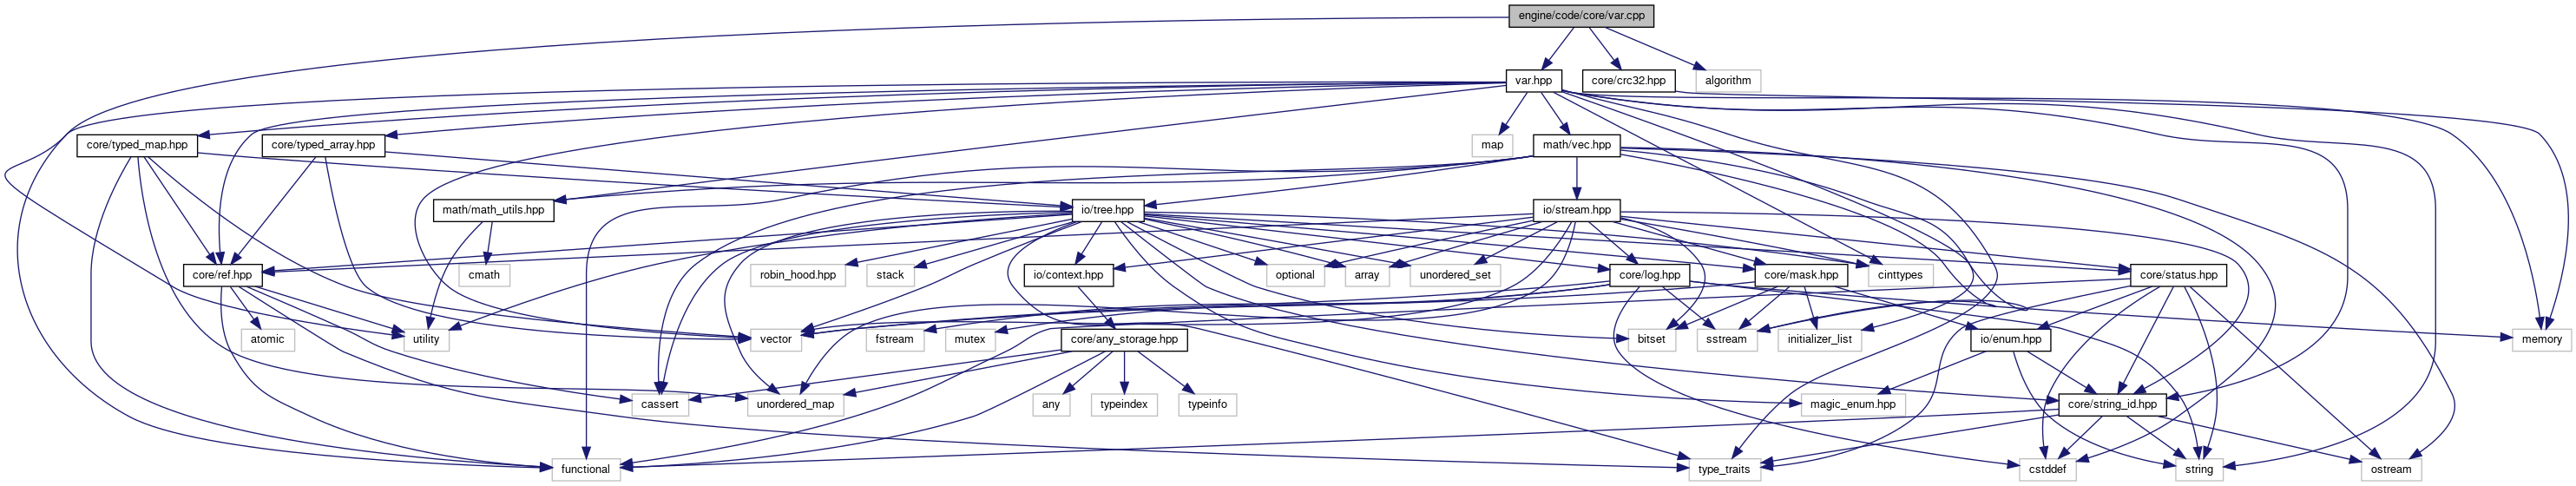 engine/code/core/var.cpp
var.hpp
core/crc32.hpp
algorithm
core/typed_map.hpp
core/typed_array.hpp
map
math/vec.hpp
math/math_utils.hpp
io/tree.hpp
io/stream.hpp
core/ref.hpp
cmath
robin_hood.hpp
stack
io/context.hpp
optional
array
unordered_set
core/log.hpp
core/mask.hpp
cinttypes
core/status.hpp
atomic
utility
vector
fstream
mutex
core/any_storage.hpp
bitset
sstream
initializer_list
io/enum.hpp
memory
cassert
unordered_map
any
typeindex
typeinfo
magic_enum.hpp
core/string_id.hpp
functional
type_traits
cstddef
string
ostream